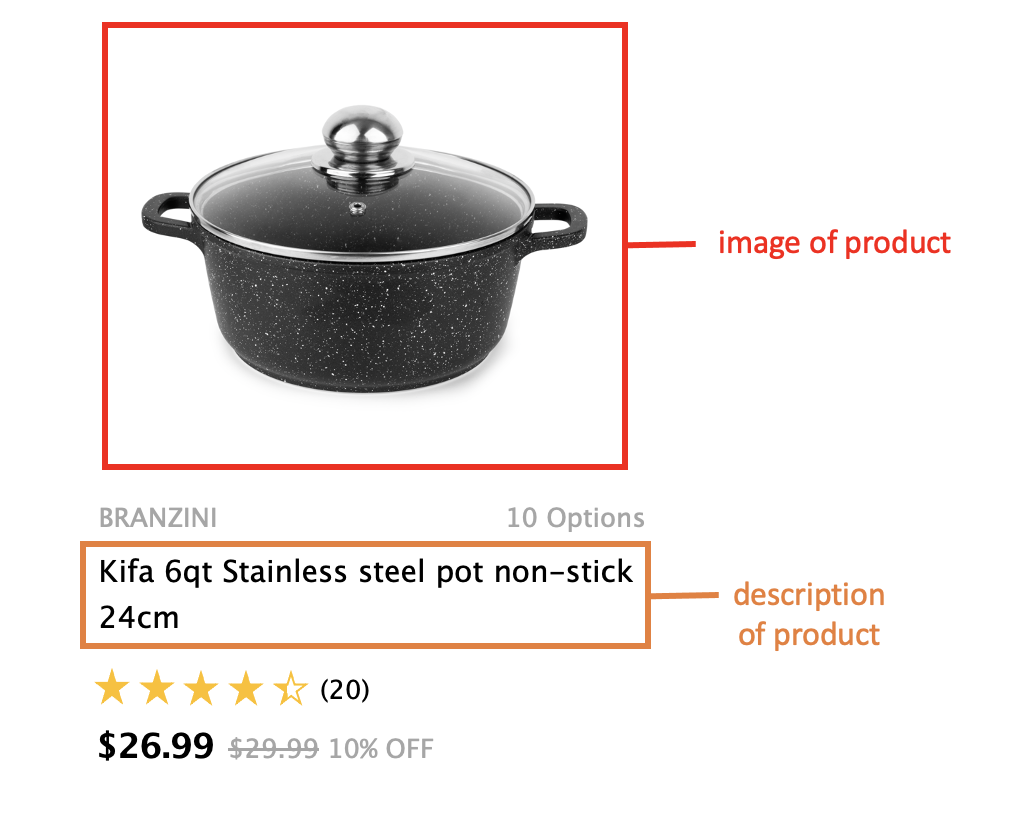 image of product
BRANZINI 10 Options
Kifa 6qt Stainless steel pot non-stick
24cm
description
of product
(20)
$26.99 $29.99 10% OFF